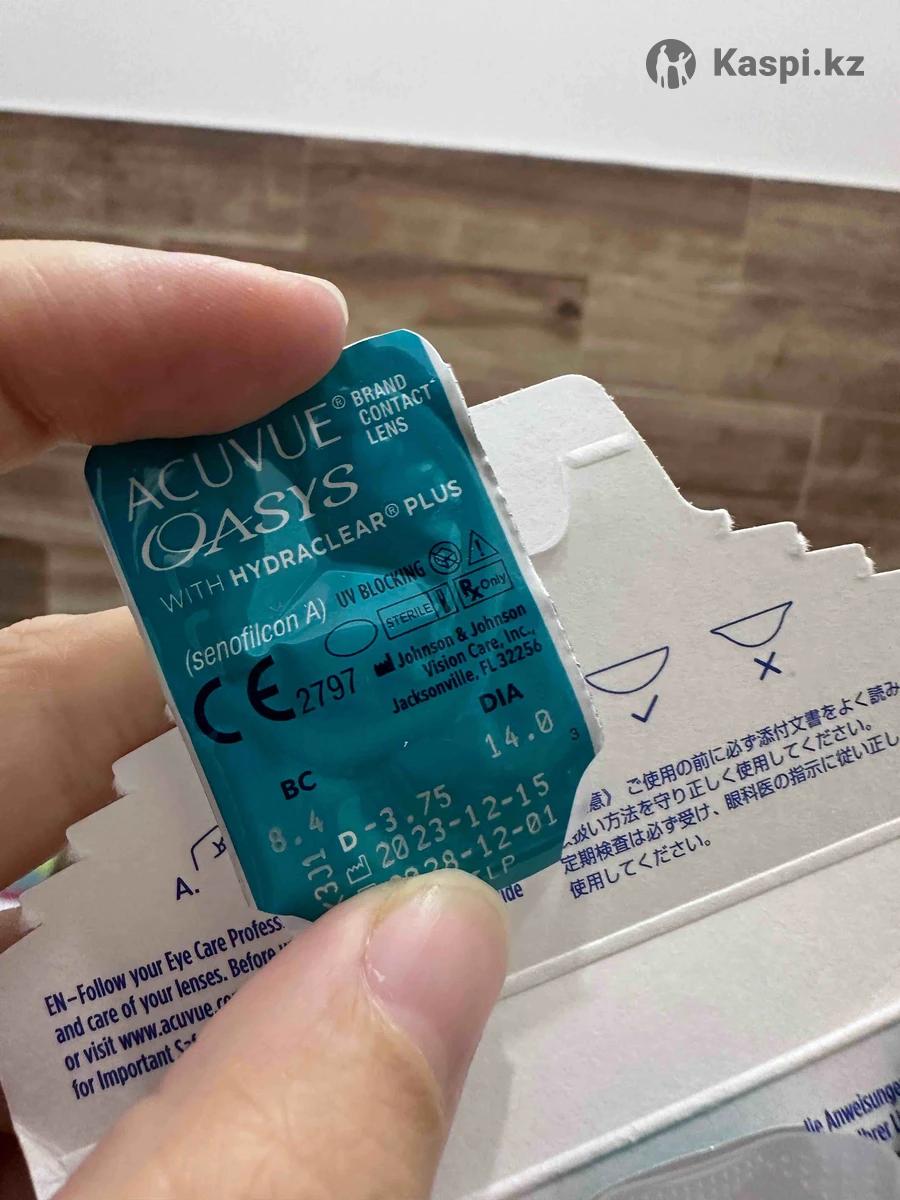 Kaspi.kz
ACUVUE® BRAND
CONTACT
LENS
OASYS
WITH HYDRACLEAR® PLUS
UV BLOCKING
(senofilcon A)
STERILE
Rx Only
CE 2797
Johnson & Johnson
Vision Care, Inc.,
Jacksonville, FL 32256
DIA
14.0
3
BC
8.4
D -3.75
2023-12-15
28-12-01
LP
意》 ご使用の前に必ず添付文書をよく読み
扱い方法を守り正しく使用してください。
定期検査は必ず受け、眼科医の指示に従い正し
使用してください。
A.
EN–Follow your Eye Care Profess
and care of your lenses. Before
or visit www.acuvue.co
for Important
lle Anweisunge